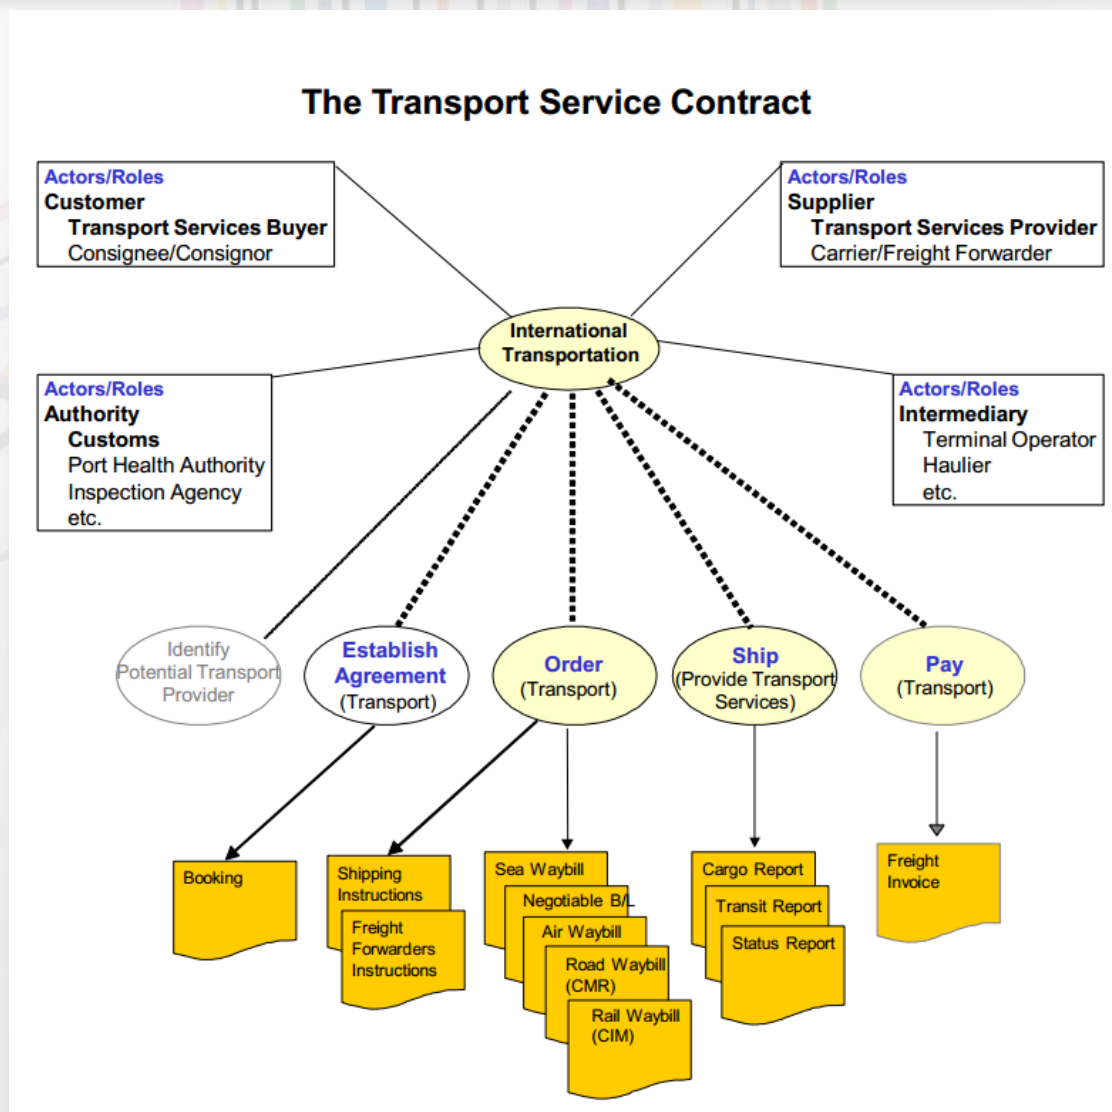 The Transport Service Contract
Actors/Roles
Customer
Transport Services Buyer
Consignee/Consignor
Actors/Roles
Supplier
Transport Services Provider
Carrier/Freight Forwarder
International
Transportation
Actors/Roles
Authority
Customs
Port Health Authority
Inspection Agency
etc.
Actors/Roles
Intermediary
Terminal Operator
Haulier
etc.
Identify
Potential Transport
Provider
Establish
Agreement
(Transport)
Order
(Transport)
Ship
(Provide Transport
Services)
Pay
(Transport)
Booking
Shipping
Instructions
Freight
Forwarders
Instructions
Sea Waybill
Negotiable B/L
Air Waybill
Road Waybill
(CMR)
Rail Waybill
(CIM)
Cargo Report
Transit Report
Status Report
Freight
Invoice